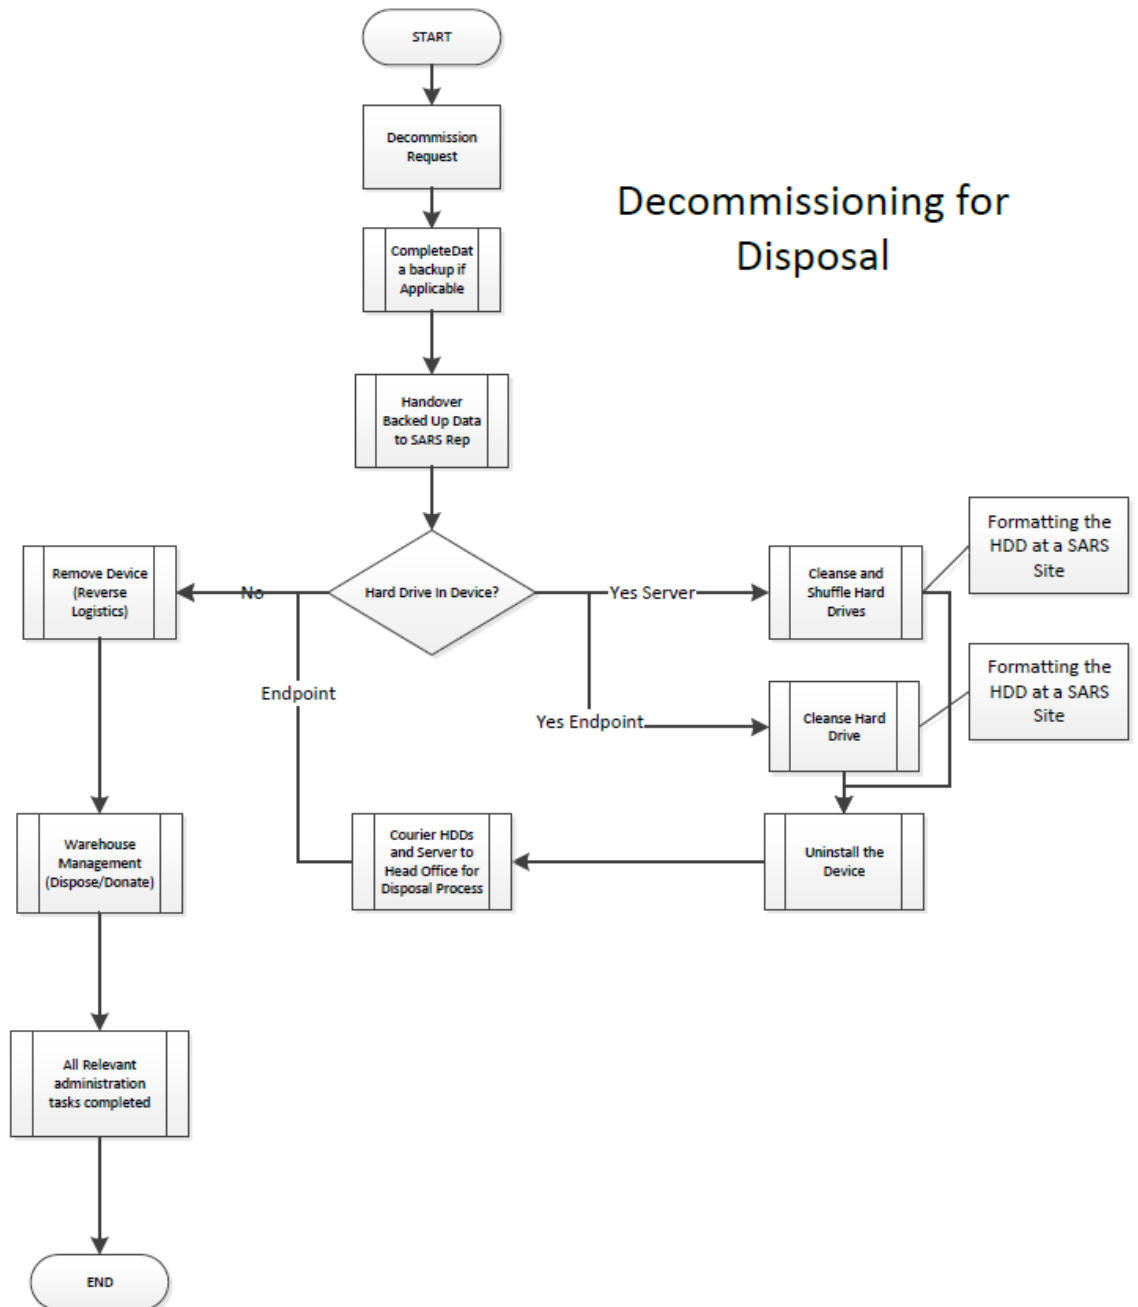 START
Decommission
Request
Decommissioning for
Disposal
CompleteDat
a backup if
Applicable
Handover
Backed Up Data
to SARS Rep
Hard Drive In Device?
No
Remove Device
(Reverse
Logistics)
Yes Server
Cleanse and
Shuffle Hard
Drives
Formatting the
HDD at a SARS
Site
Endpoint
Yes Endpoint
Cleanse Hard
Drive
Formatting the
HDD at a SARS
Site
Warehouse
Management
(Dispose/Donate)
Courier HDDs
and Server to
Head Office for
Disposal Process
Uninstall the
Device
All Relevant
administration
tasks completed
END